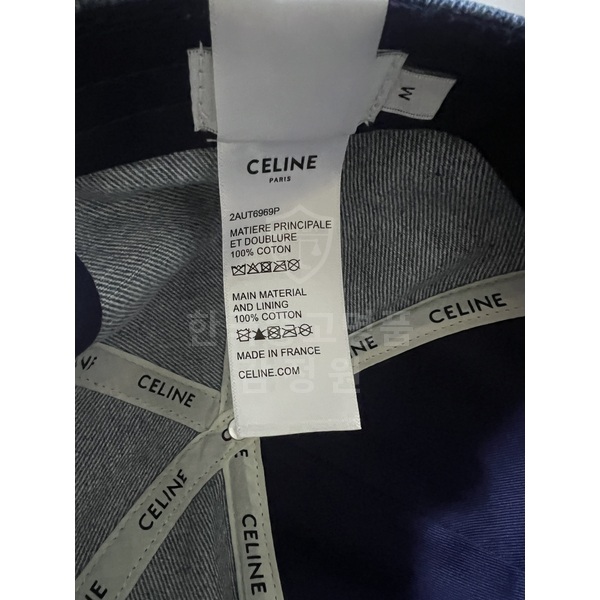 M
CELINE
PARIS
2AUT6969P
MATIERE PRINCIPALE
ET DOUBLURE
100% COTON
MAIN MATERIAL
AND LINING
100% COTTON
MADE IN FRANCE
CELINE.COM
CELINE
CELINE
CELINE
CELINE
CELINE